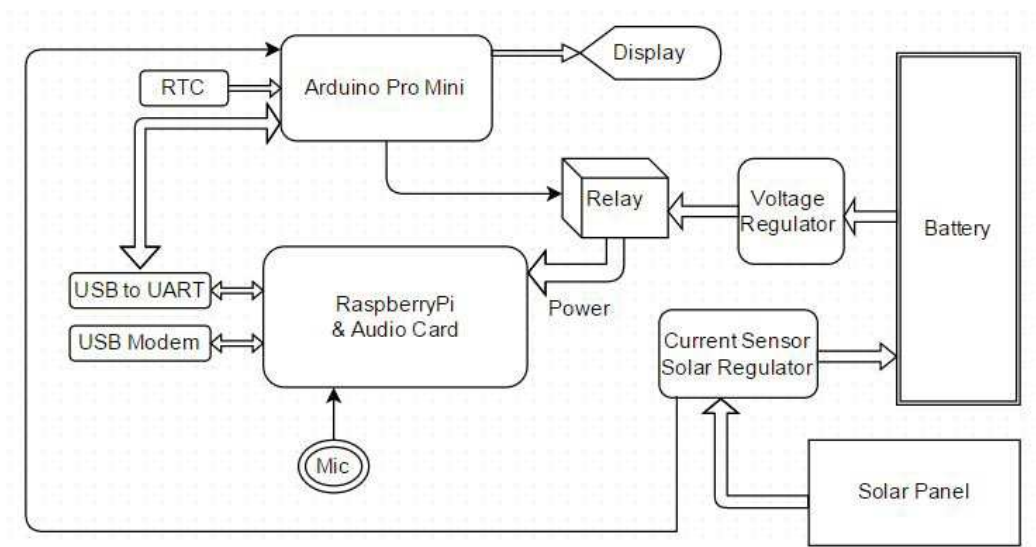 Display
RTC
Arduino Pro Mini
Relay
Voltage
Regulator
Battery
USB to UART
RaspberryPi
& Audio Card
Power
USB Modem
Current Sensor
Solar Regulator
Mic
Solar Panel